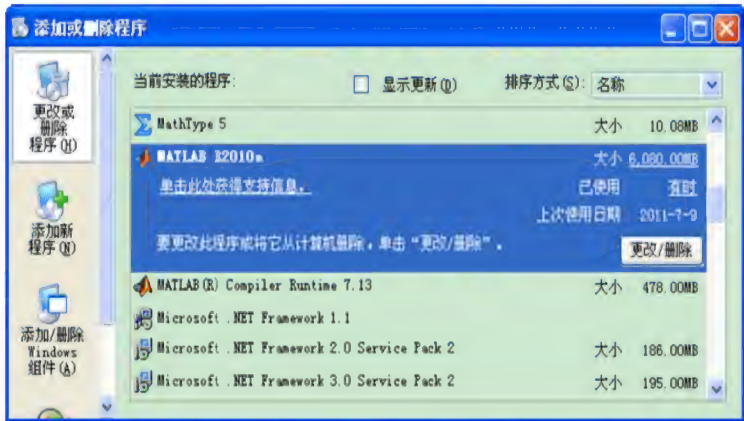 添加或删除程序
更改或
删除
程序(H)
添加新
程序(N)
添加/删除
Windows
组件(A)
当前安装的程序: 显示更新(D) 排序方式(S): 名称
MathType 5 大小 10.08MB
MATLAB R2010a 大小 6,080.00MB
单击此处获得支持信息。 已使用 有时
上次使用日期 2011-7-9
要更改此程序或将它从计算机删除，单击“更改/删除”。 更改/删除
MATLAB(R) Compiler Runtime 7.13 大小 478.00MB
Microsoft .NET Framework 1.1
Microsoft .NET Framework 2.0 Service Pack 2 大小 186.00MB
Microsoft .NET Framework 3.0 Service Pack 2 大小 195.00MB